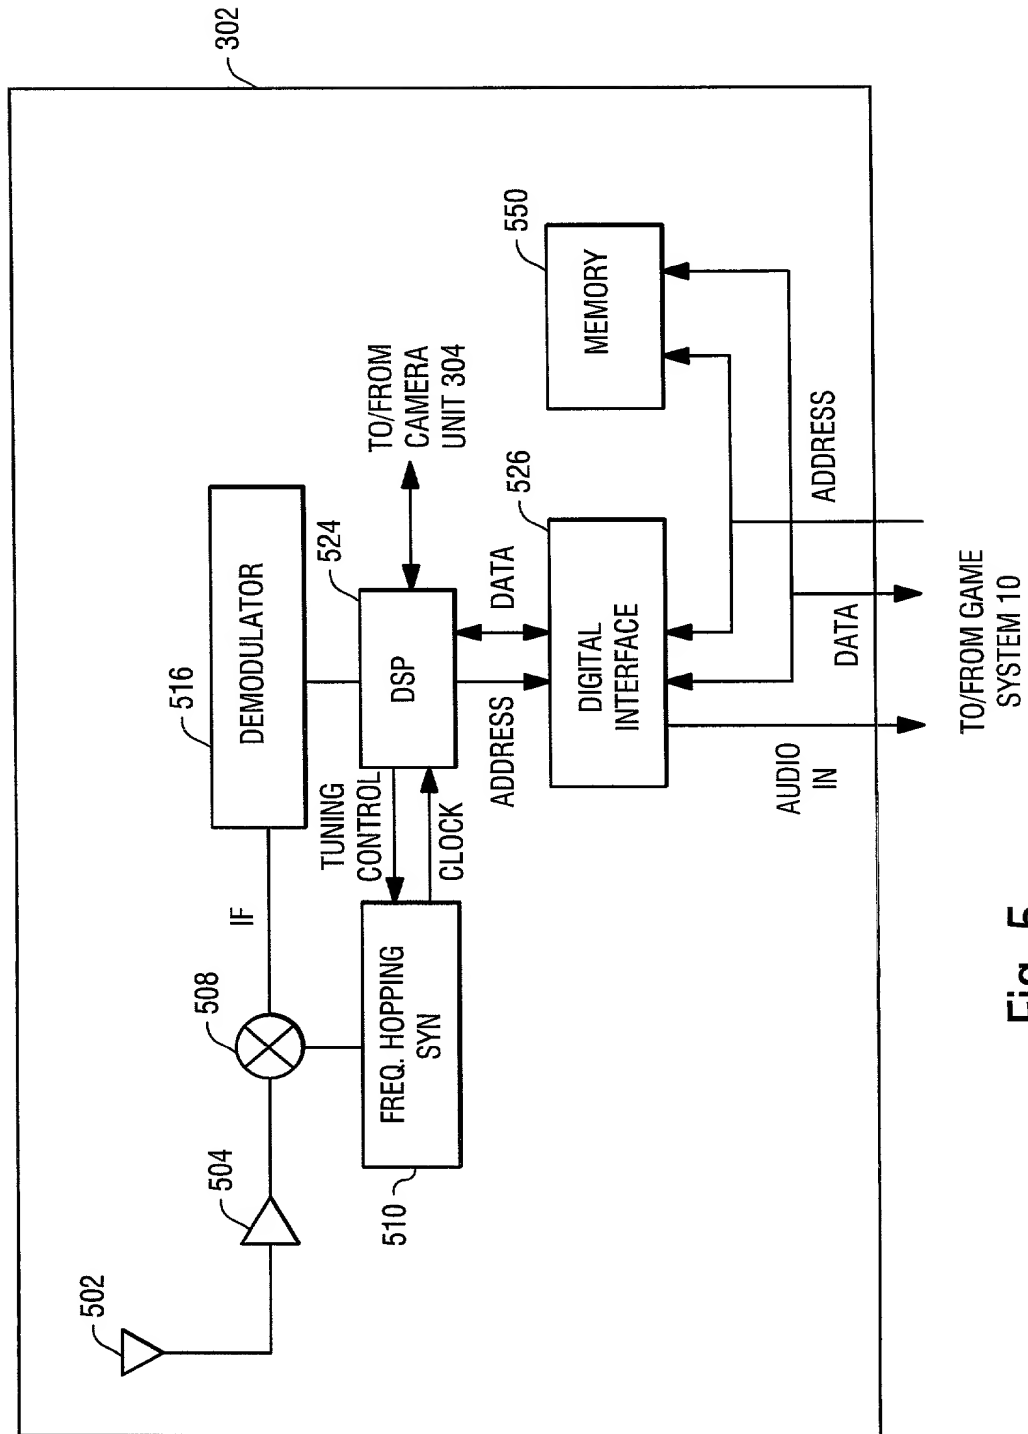 302
502
504
508
IF
516
DEMODULATOR
510
FREQ. HOPPING
SYN
TUNING
CONTROL
CLOCK
524
DSP
TO/FROM
CAMERA
UNIT 304
ADDRESS
DATA
526
DIGITAL
INTERFACE
550
MEMORY
AUDIO
IN
DATA
ADDRESS
TO/FROM GAME
SYSTEM 10
Fig. 5